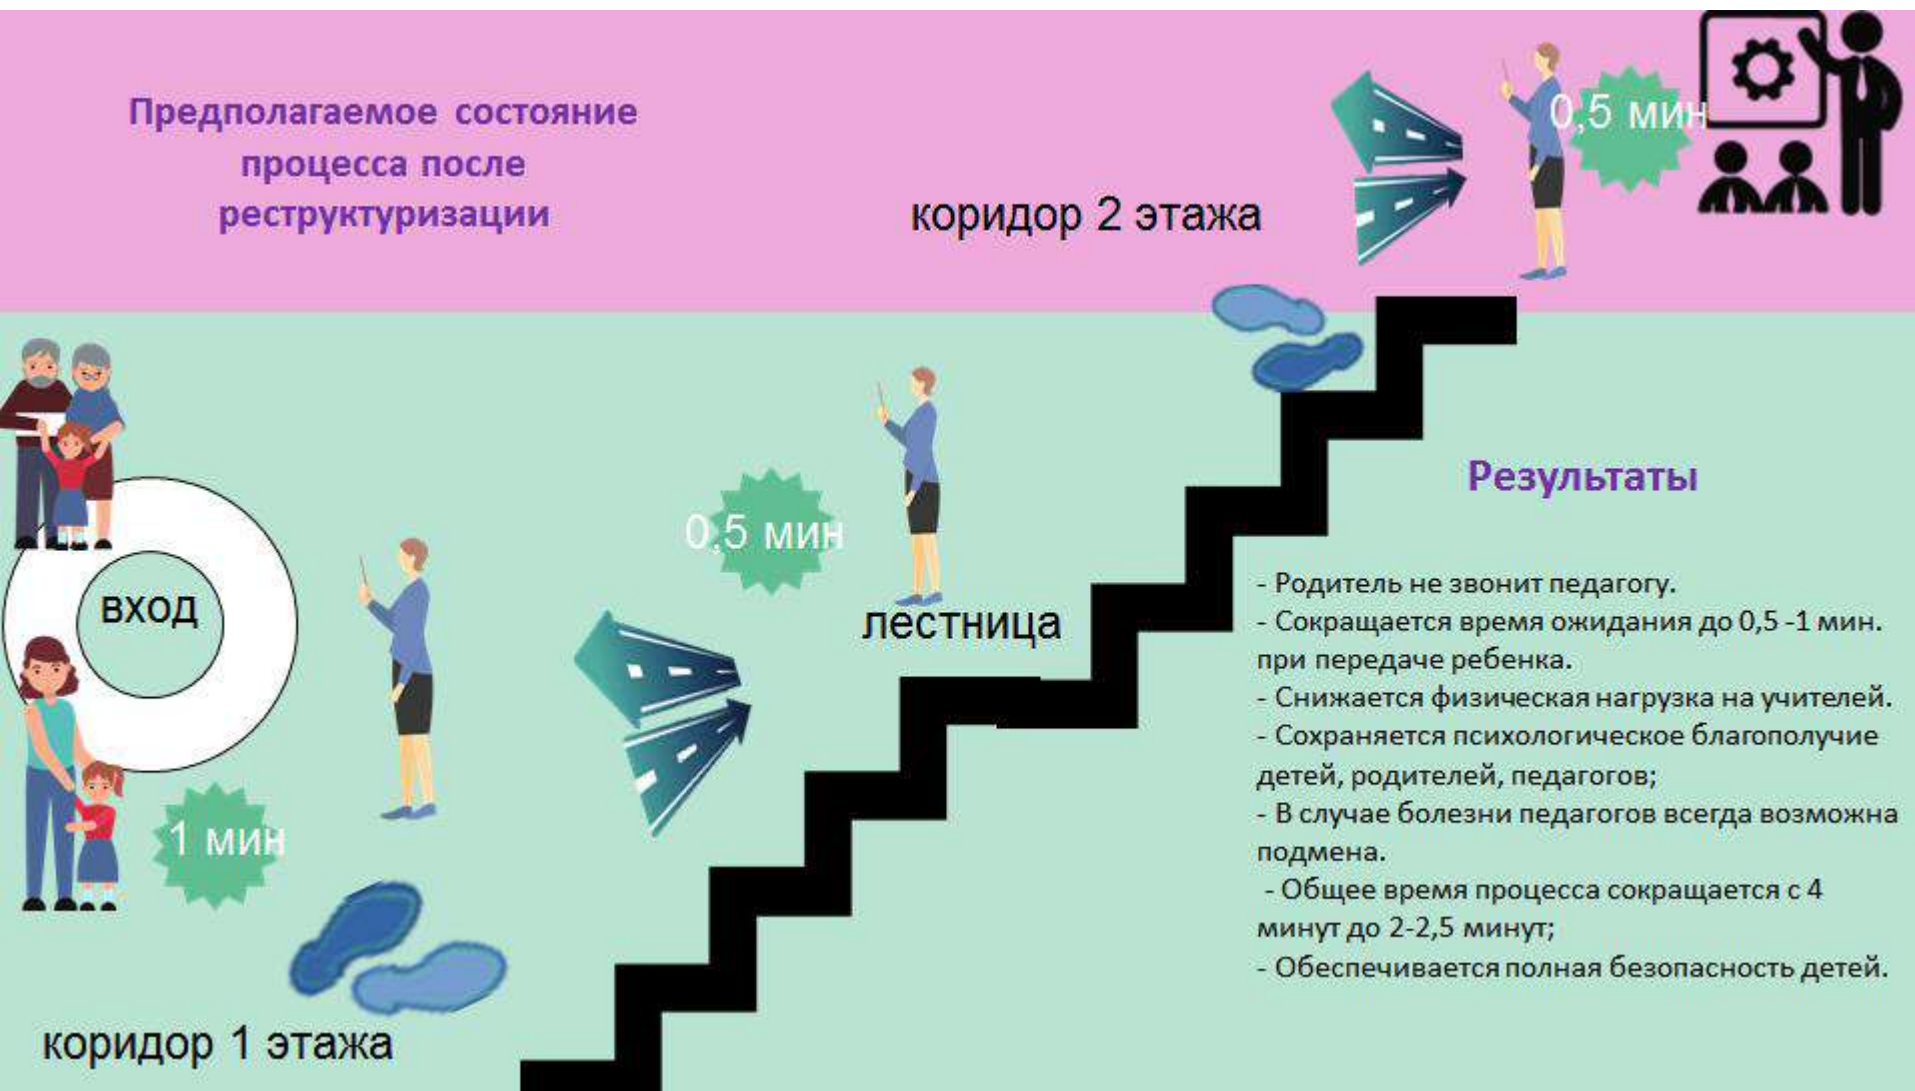 Предполагаемое состояние
процесса после
реструктуризации
коридор 2 этажа
0,5 мин
вход
1 мин
коридор 1 этажа
0,5 мин
лестница
Результаты
- Родитель не звонит педагогу.
- Сокращается время ожидания до 0,5 -1 мин.
при передаче ребенка.
- Снижается физическая нагрузка на учителей.
- Сохраняется психологическое благополучие
детей, родителей, педагогов;
- В случае болезни педагогов всегда возможна
подмена.
- Общее время процесса сокращается с 4
минут до 2-2,5 минут;
- Обеспечивается полная безопасность детей.